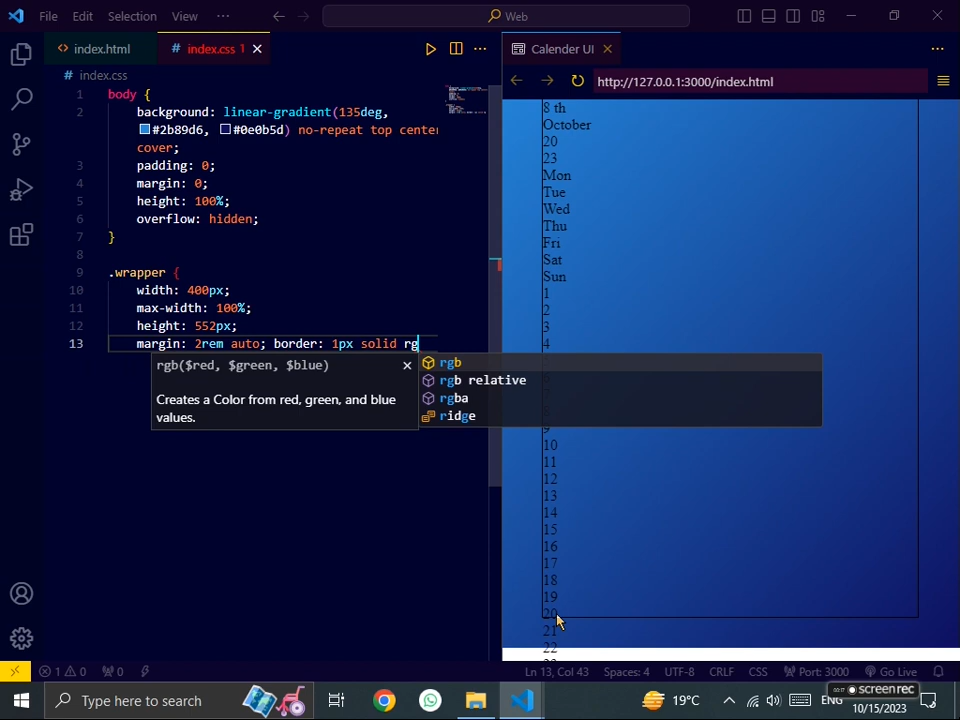 File Edit Selection View ··· Web
index.html # index.css 1
# index.css
1 body {
2 background: linear-gradient(135deg,
#2b89d6, #0e0b5d) no-repeat top center
cover;
3 padding: 0;
4 margin: 0;
5 height: 100%;
6 overflow: hidden;
7 }
8
9 .wrapper {
10 width: 400px;
11 max-width: 100%;
12 height: 552px;
13 margin: 2rem auto; border: 1px solid rg
rgb($red, $green, $blue)
Creates a Color from red, green, and blue
values.
rgb
rgb relative
rgba
ridge
Calender UI
http://127.0.0.1:3000/index.html
8 th
October
20
23
Mon
Tue
Wed
Thu
Fri
Sat
Sun
1
2
3
4
9
10
11
12
13
14
15
16
17
18
19
20
21
22
1 0 0 Ln 13, Col 43 Spaces: 4 UTF-8 CRLF CSS Port: 3000 Go Live
Type here to search 19°C ENG
screenrec
10/15/2023